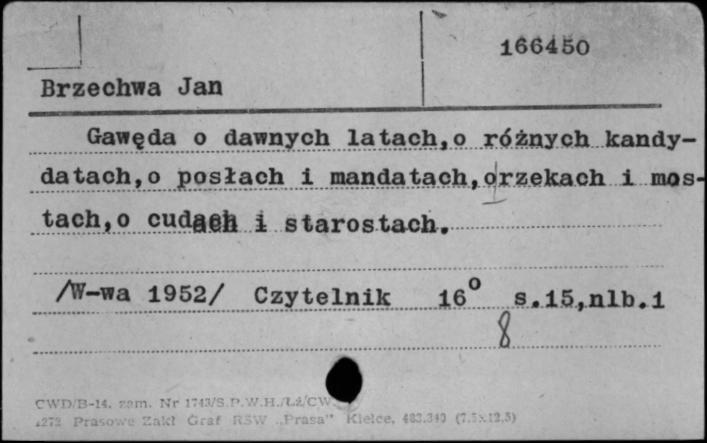 166450
Brzechwa Jan
Gawęda o dawnych latach,o różnych kandy-
datach,o posłach i mandatach,o|rzekach i mos-
tach,o cudach i starostach.
/W-wa 1952/ Czytelnik 16° s.15,nlb.1
8
CWD/B-14. zam. Nr 1743/S.P.W.H./Łź/CW
Prasowe Zakł Graf RSW „Prasa" Kielce, 483.340 (7.5x12.5)